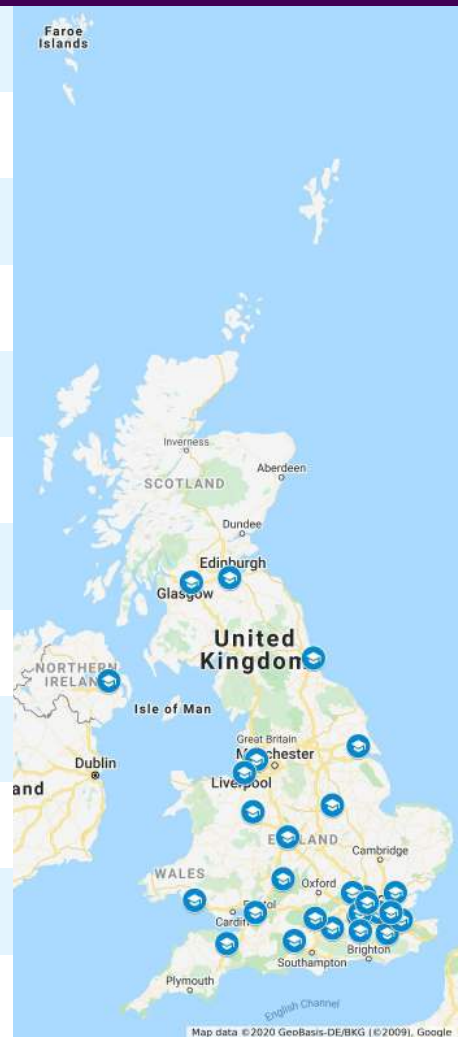 Faroe
Islands
Inverness
SCOTLAND
Aberdeen
Dundee
Edinburgh
Glasgow
United
Kingdom
NORTHERN
IRELAND
Isle of Man
Great Britain
Manchester
Dublin
and
Liverpool
ENGLAND
Cambridge
WALES
Oxford
Bristol
Cardiff
Brighton
Southampton
Plymouth
English Channel
Map data ©2020 GeoBasis-DE/BKG (©2009), Google